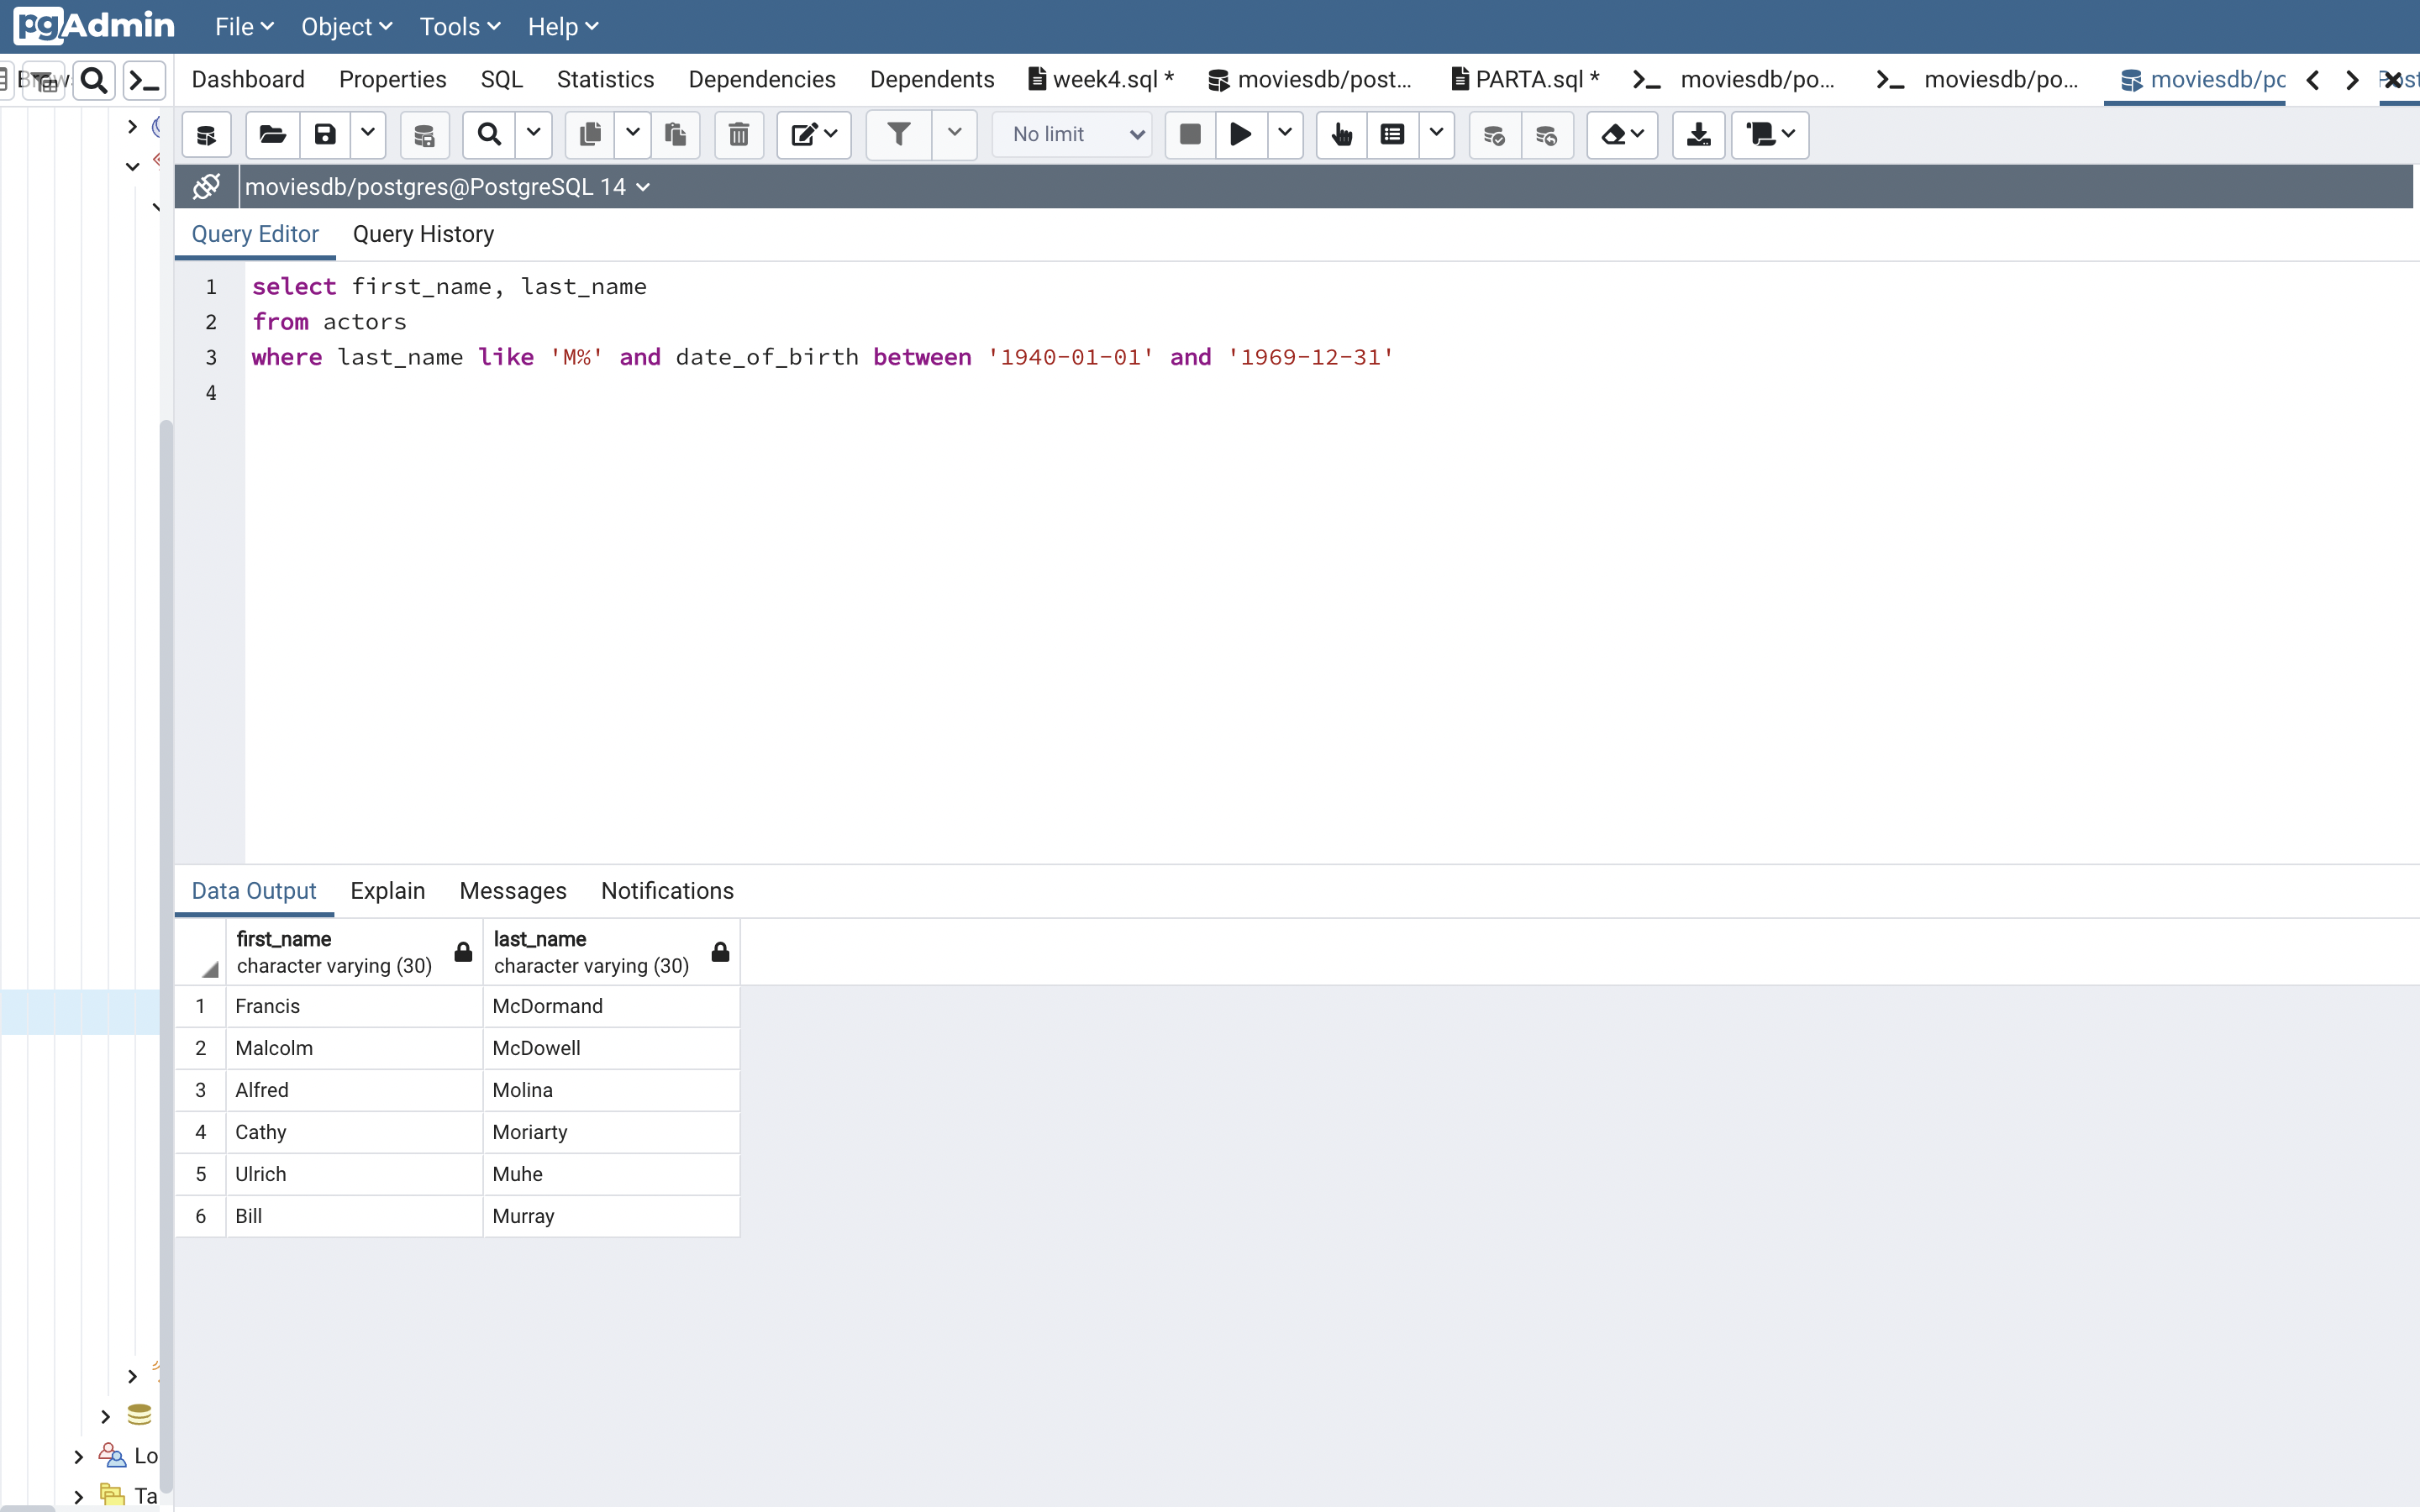 pgAdmin File Object Tools Help
Dashboard Properties SQL Statistics Dependencies Dependents week4.sql * moviesdb/post... PARTA.sql * moviesdb/po... moviesdb/po... moviesdb/pc
No limit
moviesdb/postgres@PostgreSQL 14
Query Editor Query History
1 select first_name, last_name
2 from actors
3 where last_name like 'M%' and date_of_birth between '1940-01-01' and '1969-12-31'
4
Data Output Explain Messages Notifications
first_name last_name
character varying (30) character varying (30)
1 Francis McDormand
2 Malcolm McDowell
3 Alfred Molina
4 Cathy Moriarty
5 Ulrich Muhe
6 Bill Murray
Lo
Ta